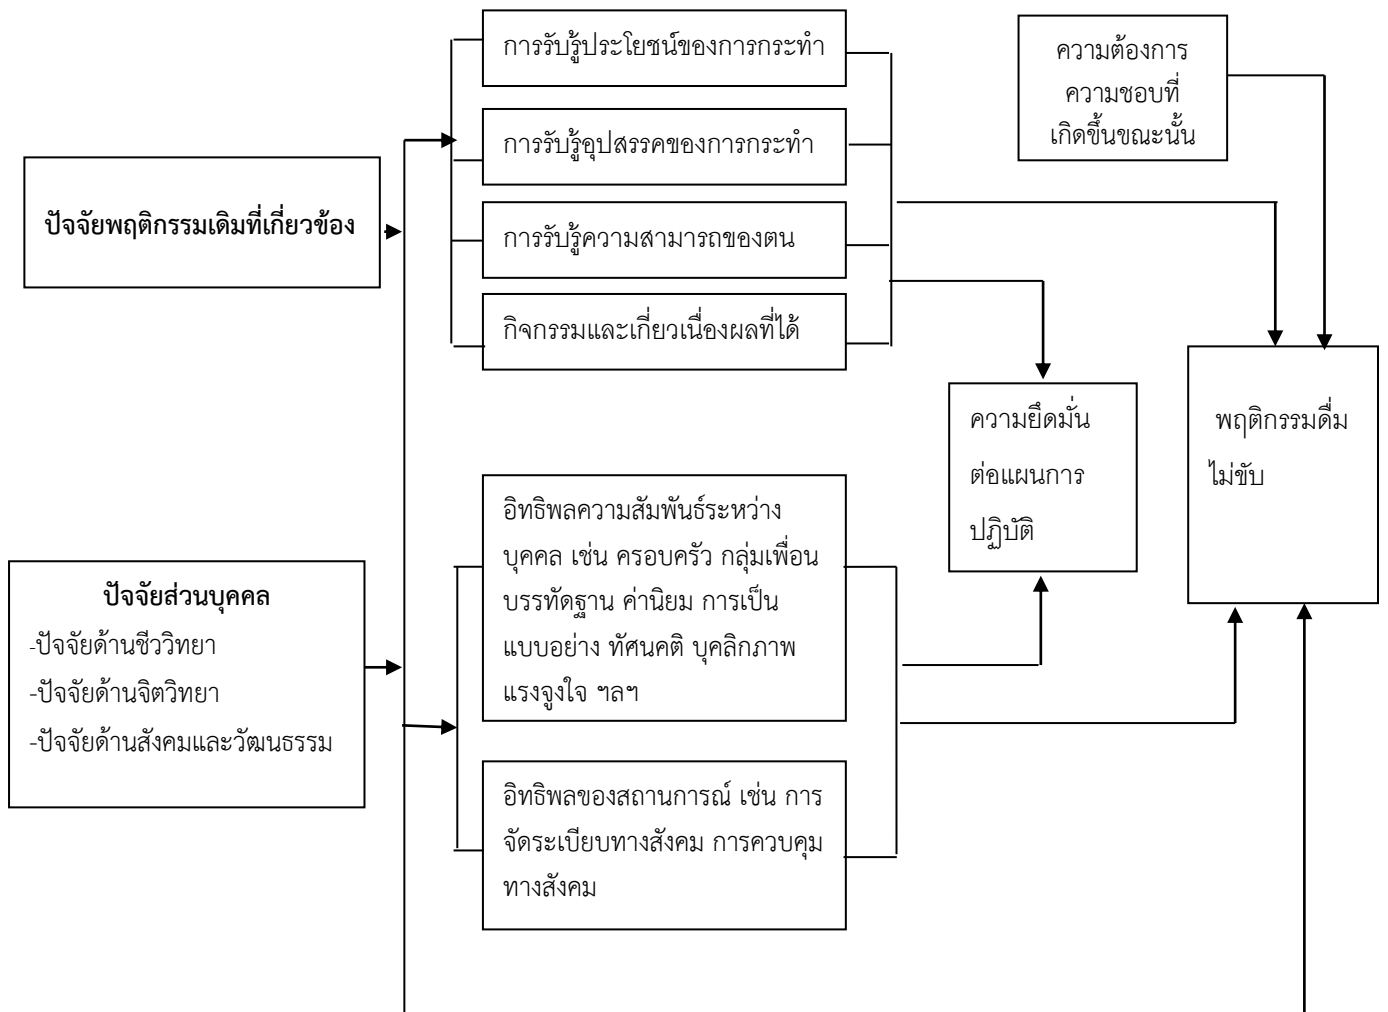 การรับรู้ประโยชน์ของการกระทำ
การรับรู้อุปสรรคของการกระทำ
การรับรู้ความสามารถของตน
กิจกรรมและเกี่ยวเนื่องผลที่ได้
ความต้องการ
ความชอบที่
เกิดขึ้นขณะนั้น
ปัจจัยพฤติกรรมเดิมที่เกี่ยวข้อง
ความยึดมั่น
ต่อแผนการ
ปฏิบัติ
พฤติกรรมดื่ม
ไม่ขับ
ปัจจัยส่วนบุคคล
-ปัจจัยด้านชีววิทยา
-ปัจจัยด้านจิตวิทยา
-ปัจจัยด้านสังคมและวัฒนธรรม
อิทธิพลความสัมพันธ์ระหว่าง
บุคคล เช่น ครอบครัว กลุ่มเพื่อน
บรรทัดฐาน ค่านิยม การเป็น
แบบอย่าง ทัศนคติ บุคลิกภาพ
แรงจูงใจ ฯลฯ
อิทธิพลของสถานการณ์ เช่น การ
จัดระเบียบทางสังคม การควบคุม
ทางสังคม